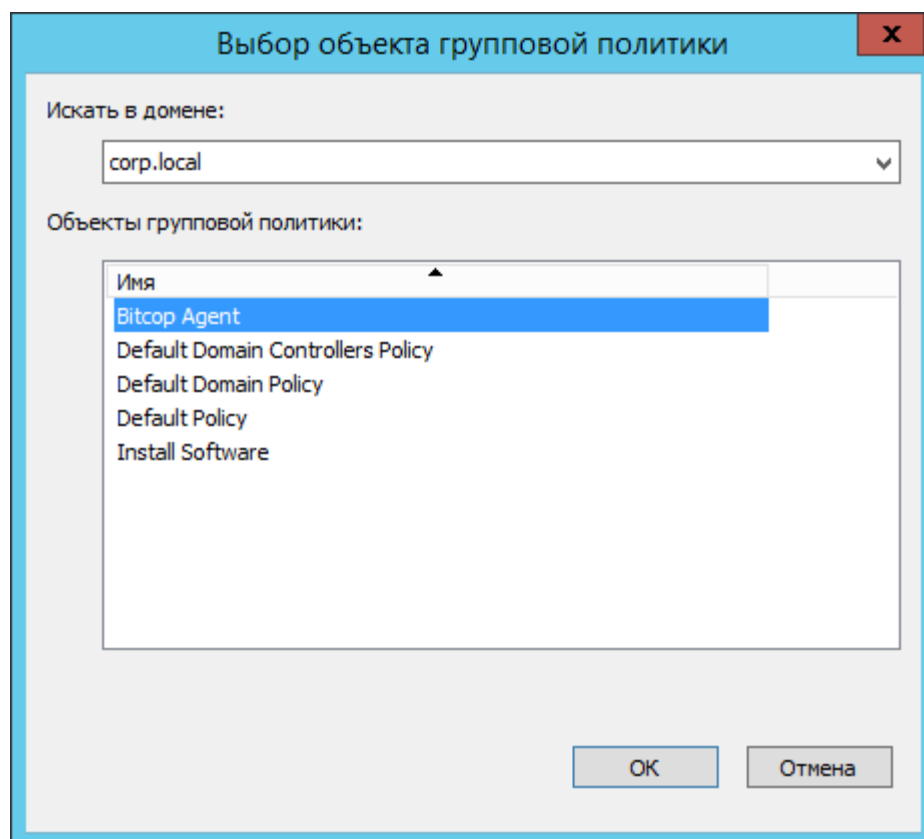 Выбор объекта групповой политики
x
Искать в домене:
corp.local
Объекты групповой политики:
Имя
Bitcop Agent
Default Domain Controllers Policy
Default Domain Policy
Default Policy
Install Software
ОК
Отмена